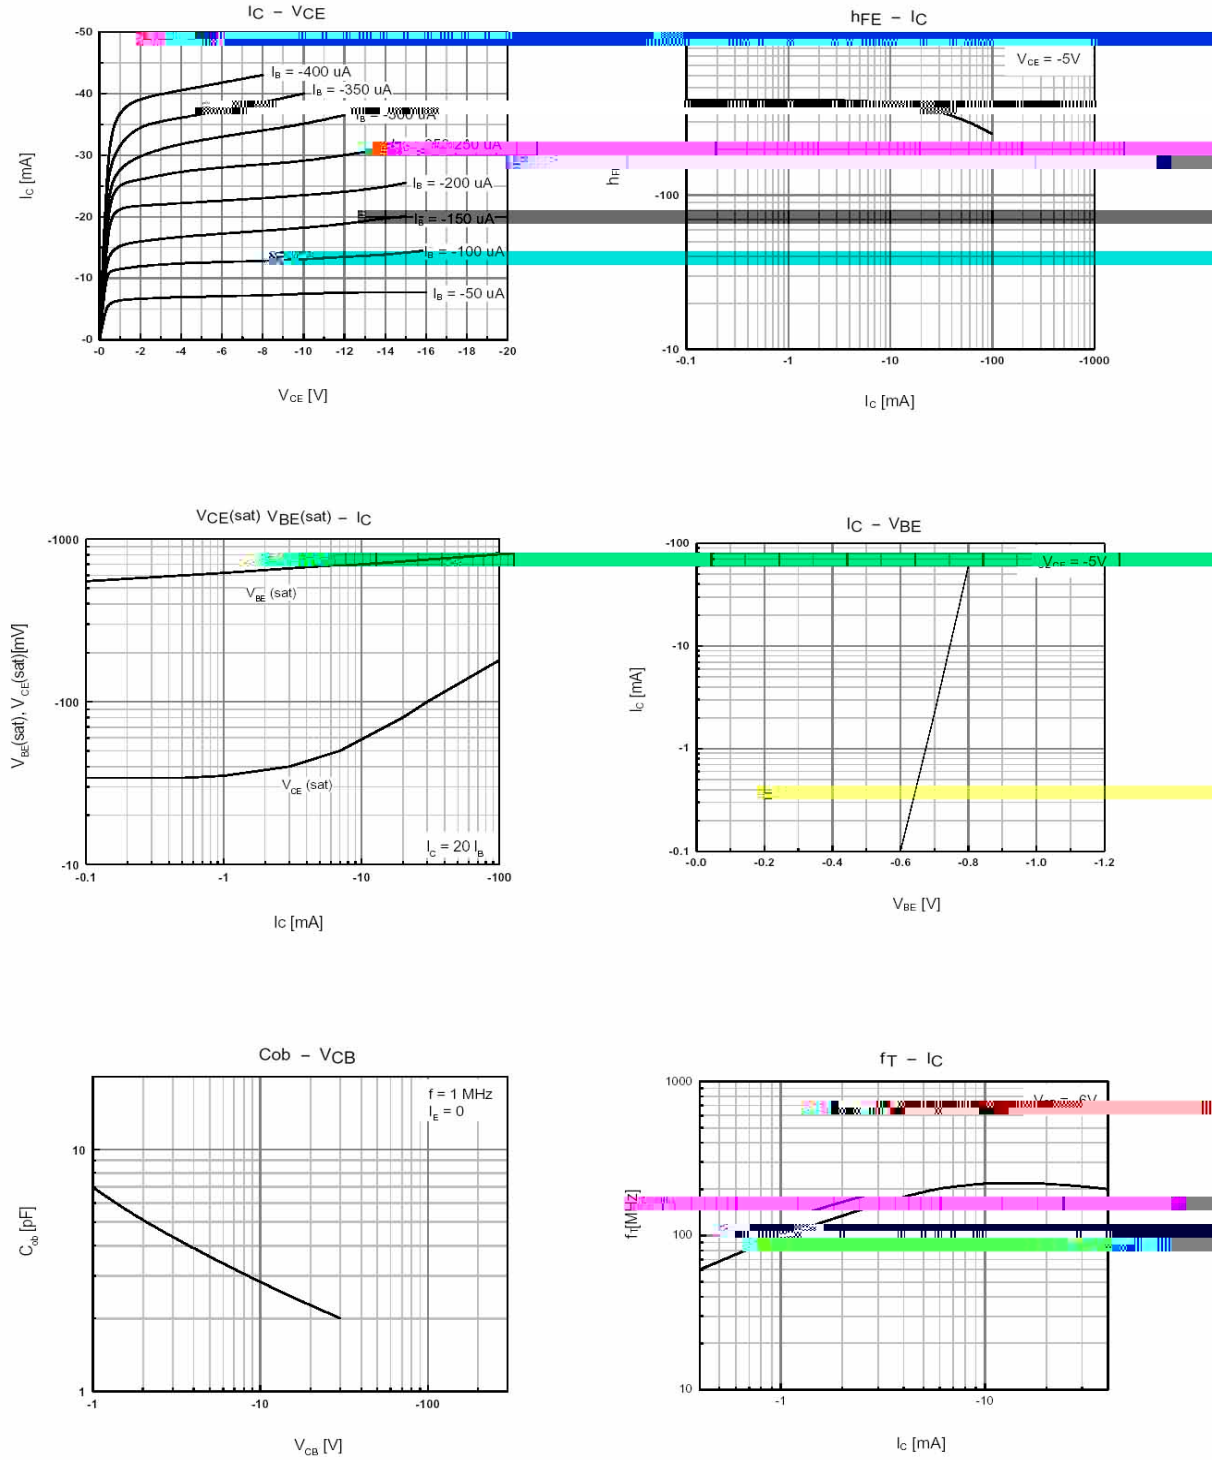 IC – VCE
-50
-40
-30
-20
-10
-0
IC [mA]
IB = -400 uA
IB = -350 uA
IB = -200 uA
IB = -150 uA
IB = -100 uA
IB = -50 uA
-0 -2 -4 -6 -8 -10 -12 -14 -16 -18 -20
VCE [V]
hFE – IC
VCE = -5V
-100
-10
-0.1 -1 -10 -100 -1000
IC [mA]
VCE(sat) VBE(sat) – IC
-1000
-100
-10
VBE(sat), VCE(sat)[mV]
VBE (sat)
VCE (sat)
IC = 20 IB
-0.1 -1 -10 -100
IC [mA]
IC – VBE
-100
-10
-1
-0.1
IC [mA]
VCE = -5V
-0.0 -0.2 -0.4 -0.6 -0.8 -1.0 -1.2
VBE [V]
Cob – VCB
10
1
Cob [pF]
f = 1 MHz
IE = 0
-1 -10 -100
VCB [V]
fT – IC
1000
100
10
fT[MHZ]
-6V
-1 -10
IC [mA]